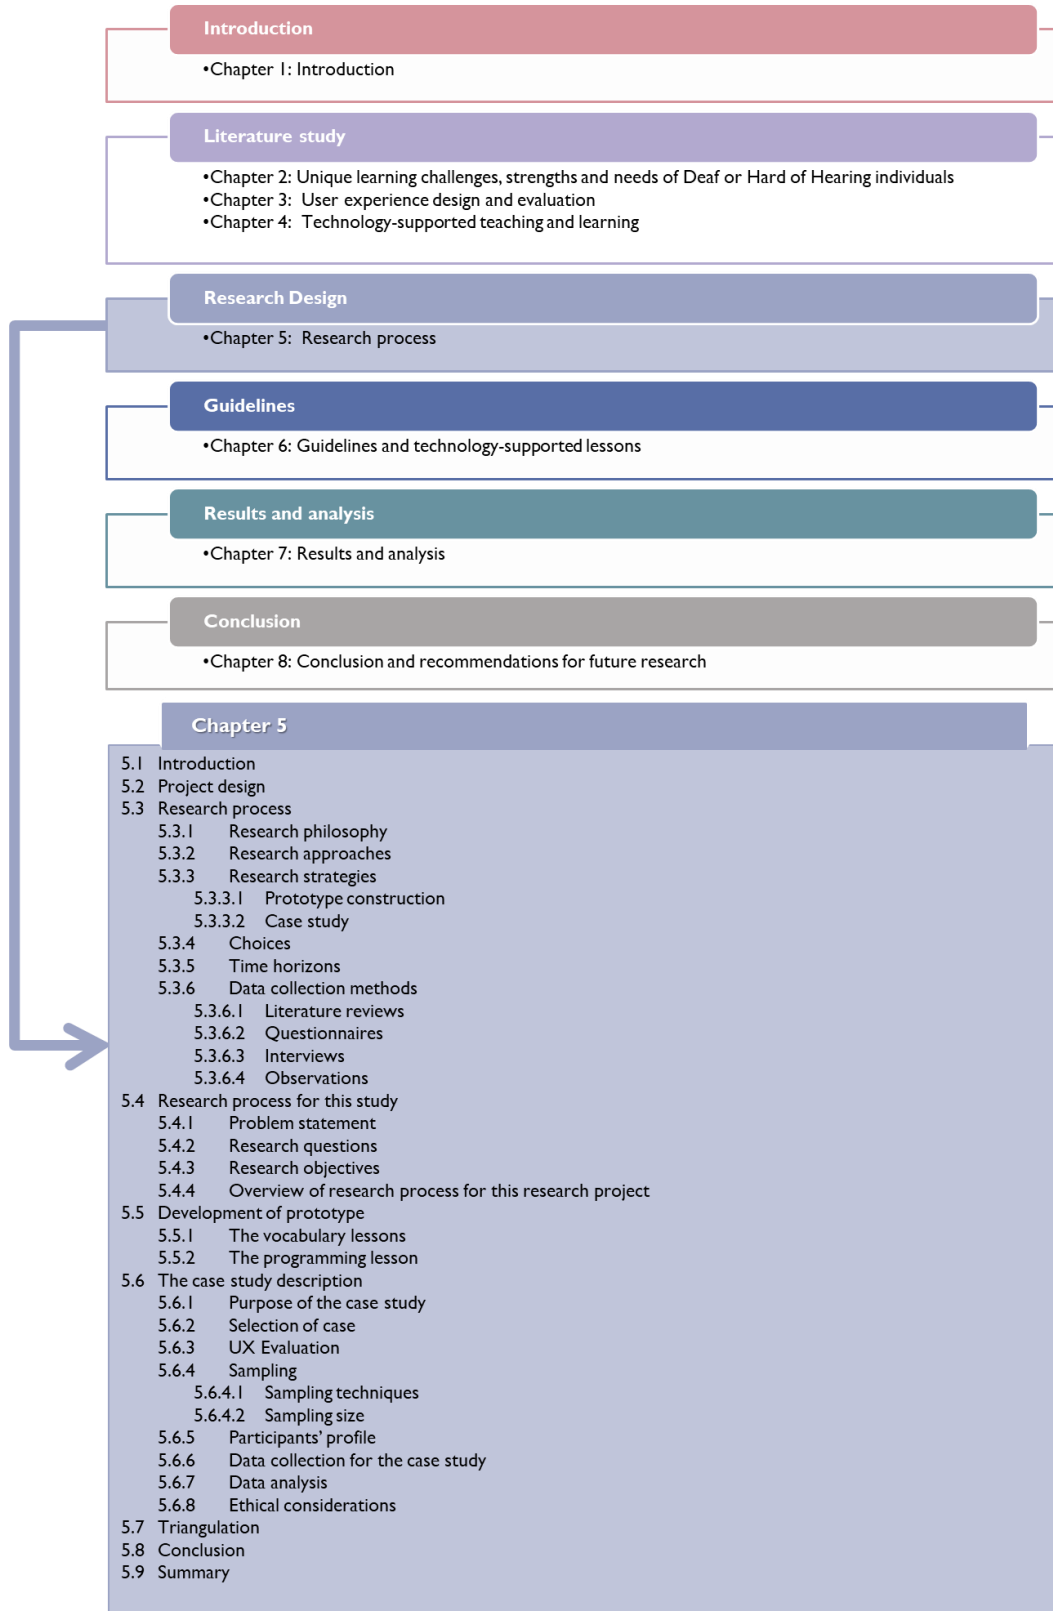 Introduction
•Chapter 1: Introduction
Literature study
•Chapter 2: Unique learning challenges, strengths and needs of Deaf or Hard of Hearing individuals
•Chapter 3: User experience design and evaluation
•Chapter 4: Technology-supported teaching and learning
Research Design
•Chapter 5: Research process
Guidelines
•Chapter 6: Guidelines and technology-supported lessons
Results and analysis
•Chapter 7: Results and analysis
Conclusion
•Chapter 8: Conclusion and recommendations for future research
Chapter 5
5.1 Introduction
5.2 Project design
5.3 Research process
5.3.1 Research philosophy
5.3.2 Research approaches
5.3.3 Research strategies
5.3.3.1 Prototype construction
5.3.3.2 Case study
5.3.4 Choices
5.3.5 Time horizons
5.3.6 Data collection methods
5.3.6.1 Literature reviews
5.3.6.2 Questionnaires
5.3.6.3 Interviews
5.3.6.4 Observations
5.4 Research process for this study
5.4.1 Problem statement
5.4.2 Research questions
5.4.3 Research objectives
5.4.4 Overview of research process for this research project
5.5 Development of prototype
5.5.1 The vocabulary lessons
5.5.2 The programming lesson
5.6 The case study description
5.6.1 Purpose of the case study
5.6.2 Selection of case
5.6.3 UX Evaluation
5.6.4 Sampling
5.6.4.1 Sampling techniques
5.6.4.2 Sampling size
5.6.5 Participants’ profile
5.6.6 Data collection for the case study
5.6.7 Data analysis
5.6.8 Ethical considerations
5.7 Triangulation
5.8 Conclusion
5.9 Summary